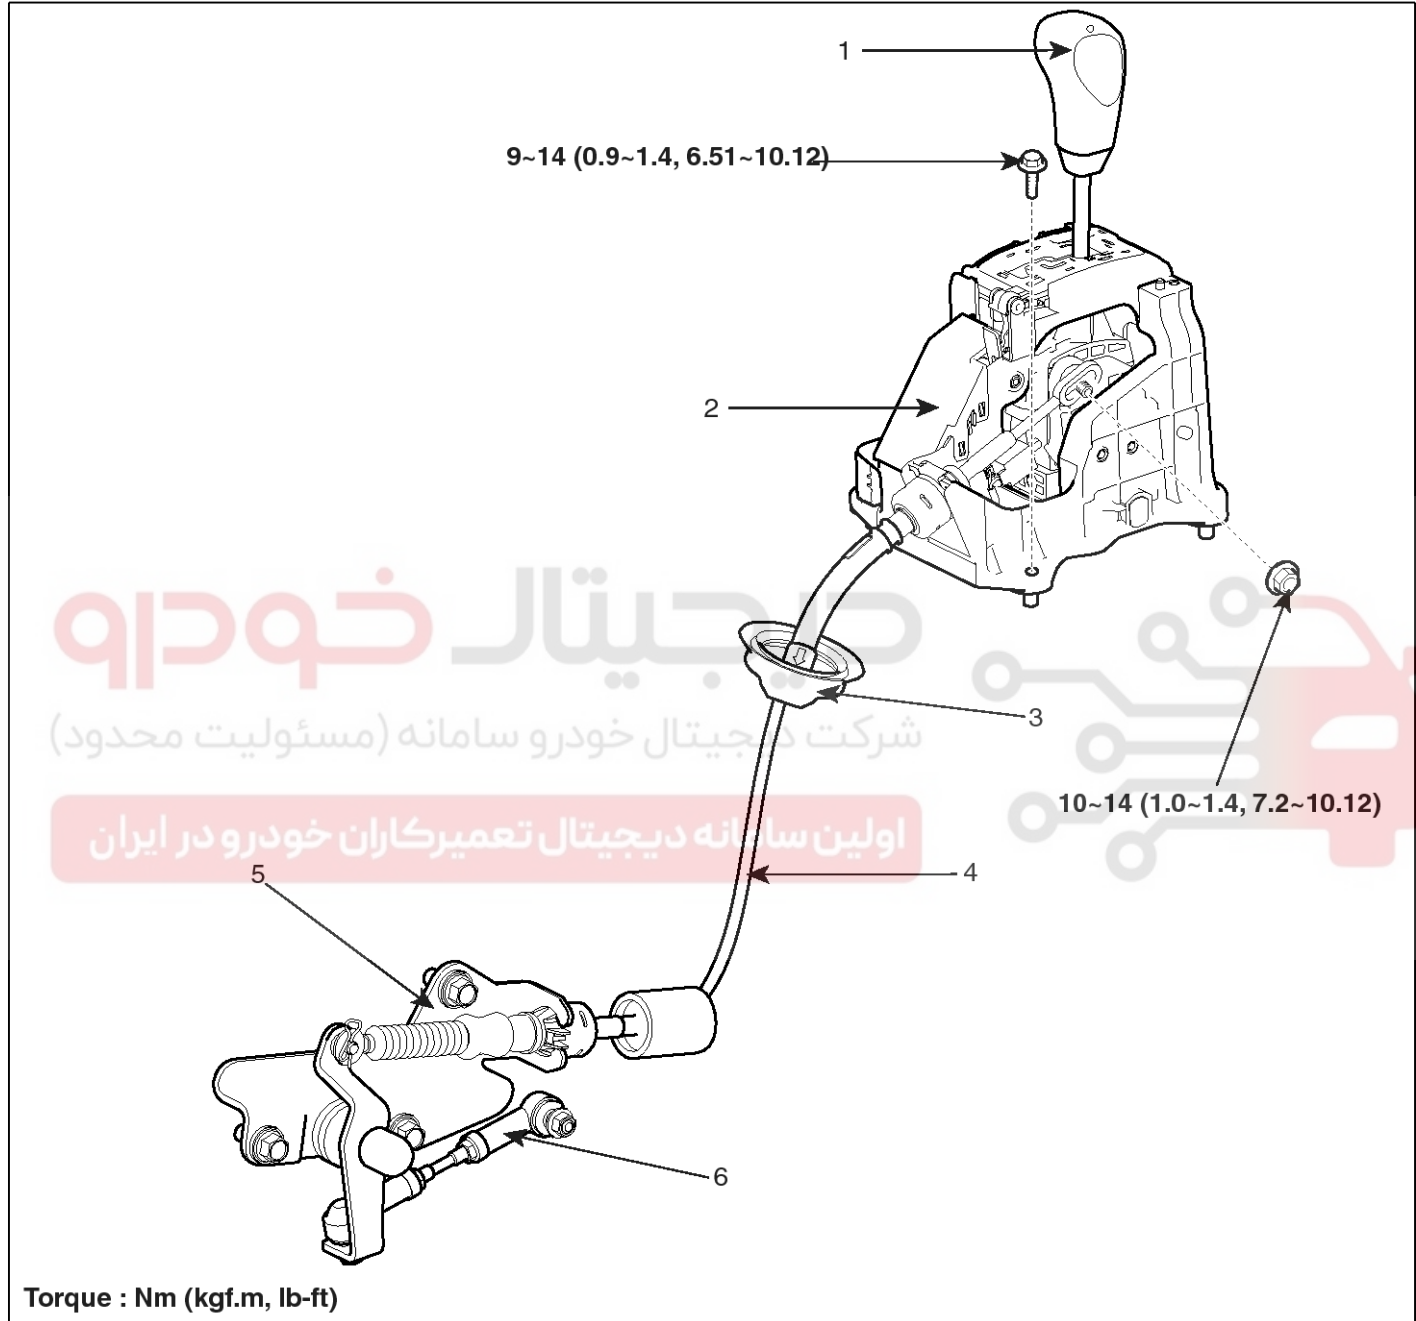 1
9~14 (0.9~1.4, 6.51~10.12)
2
دیجیتال خودرو
3
شرکت دیجیتال خودرو سامانه (مسئولیت محدود)
10~14 (1.0~1.4, 7.2~10.12)
اولین سامانه دیجیتال تعمیرکاران خودرو در ایران
5
4
6
Torque : Nm (kgf.m, lb-ft)